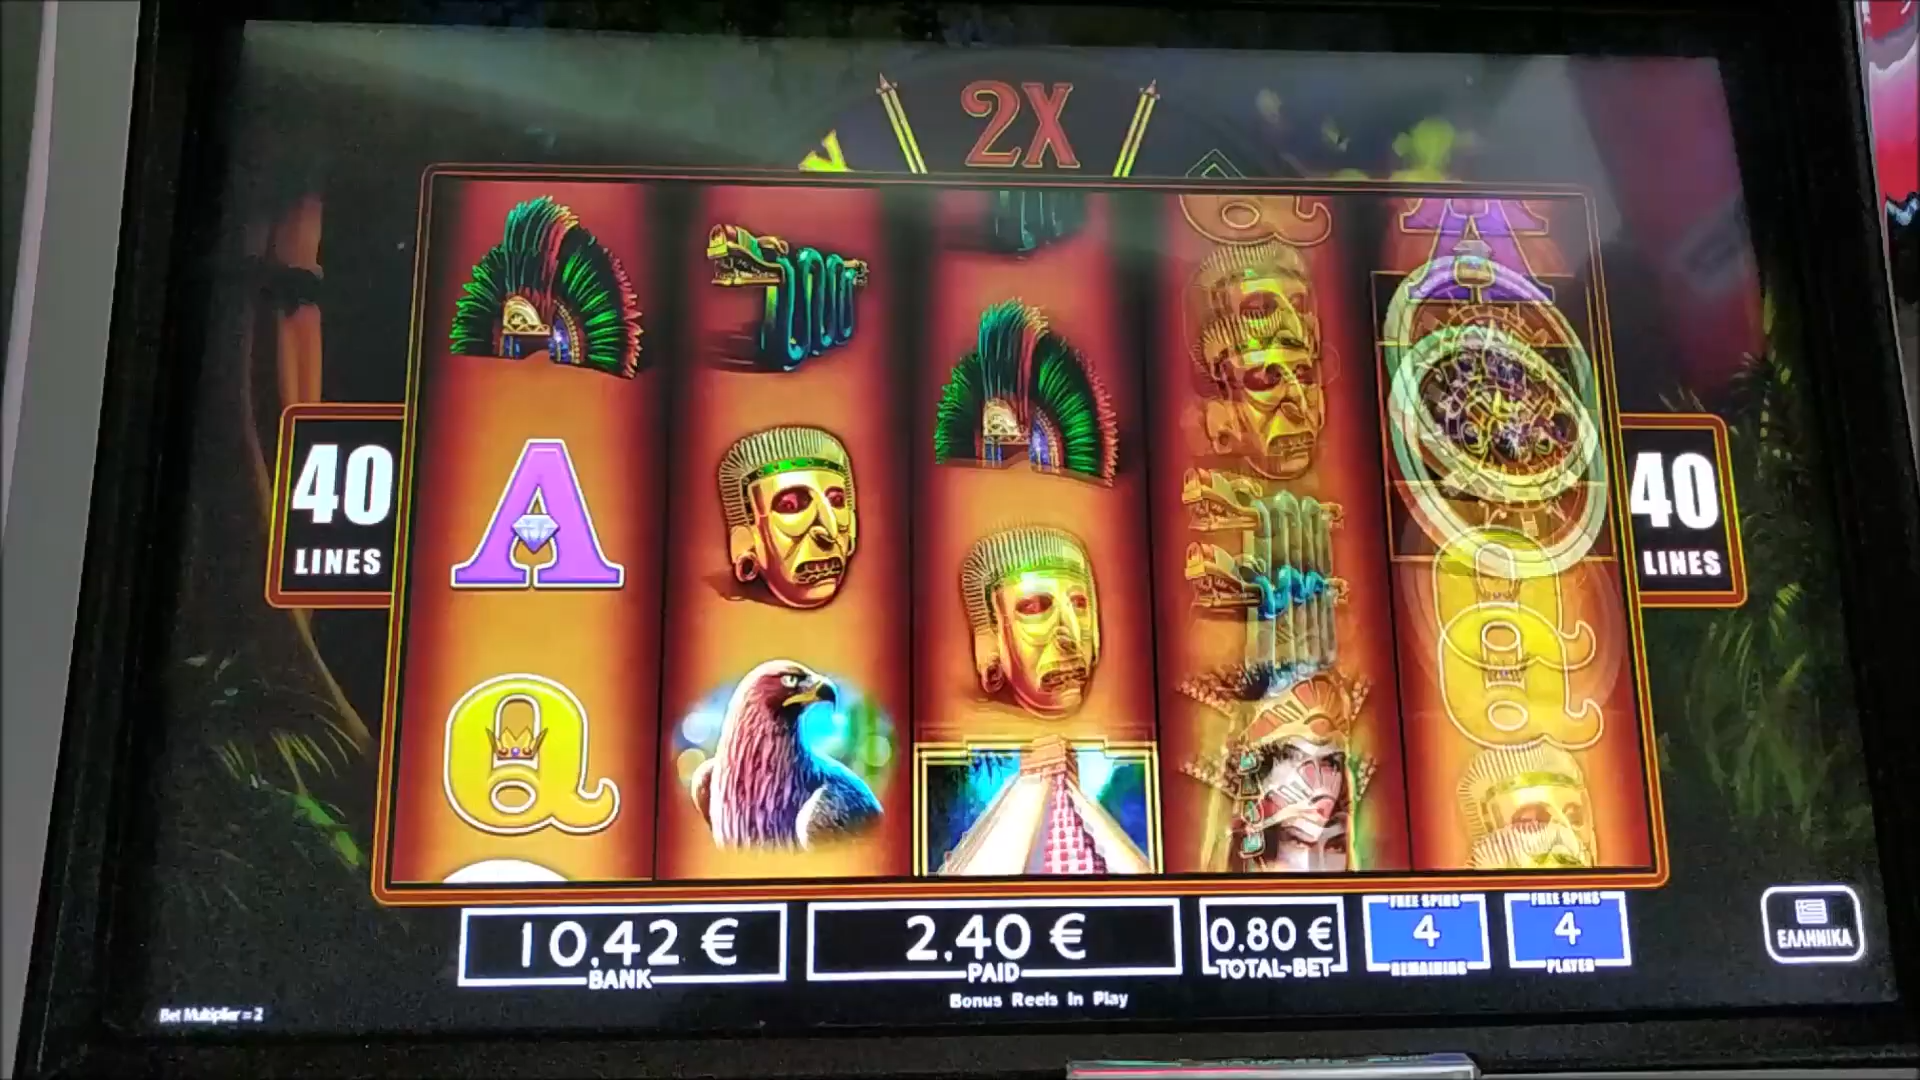 2X
A
Q
Q
A
Q
Q
40
LINES
40
LINES
10,42 €
BANK
2,40 €
PAID
0,80 €
TOTAL-BET
FREE SPINS
4
REMAINING
FREE SPINS
4
PLAYED
ΕΛΛΗΝΙΚΑ
Bonus Reels In Play
Bet Multiplier = 2